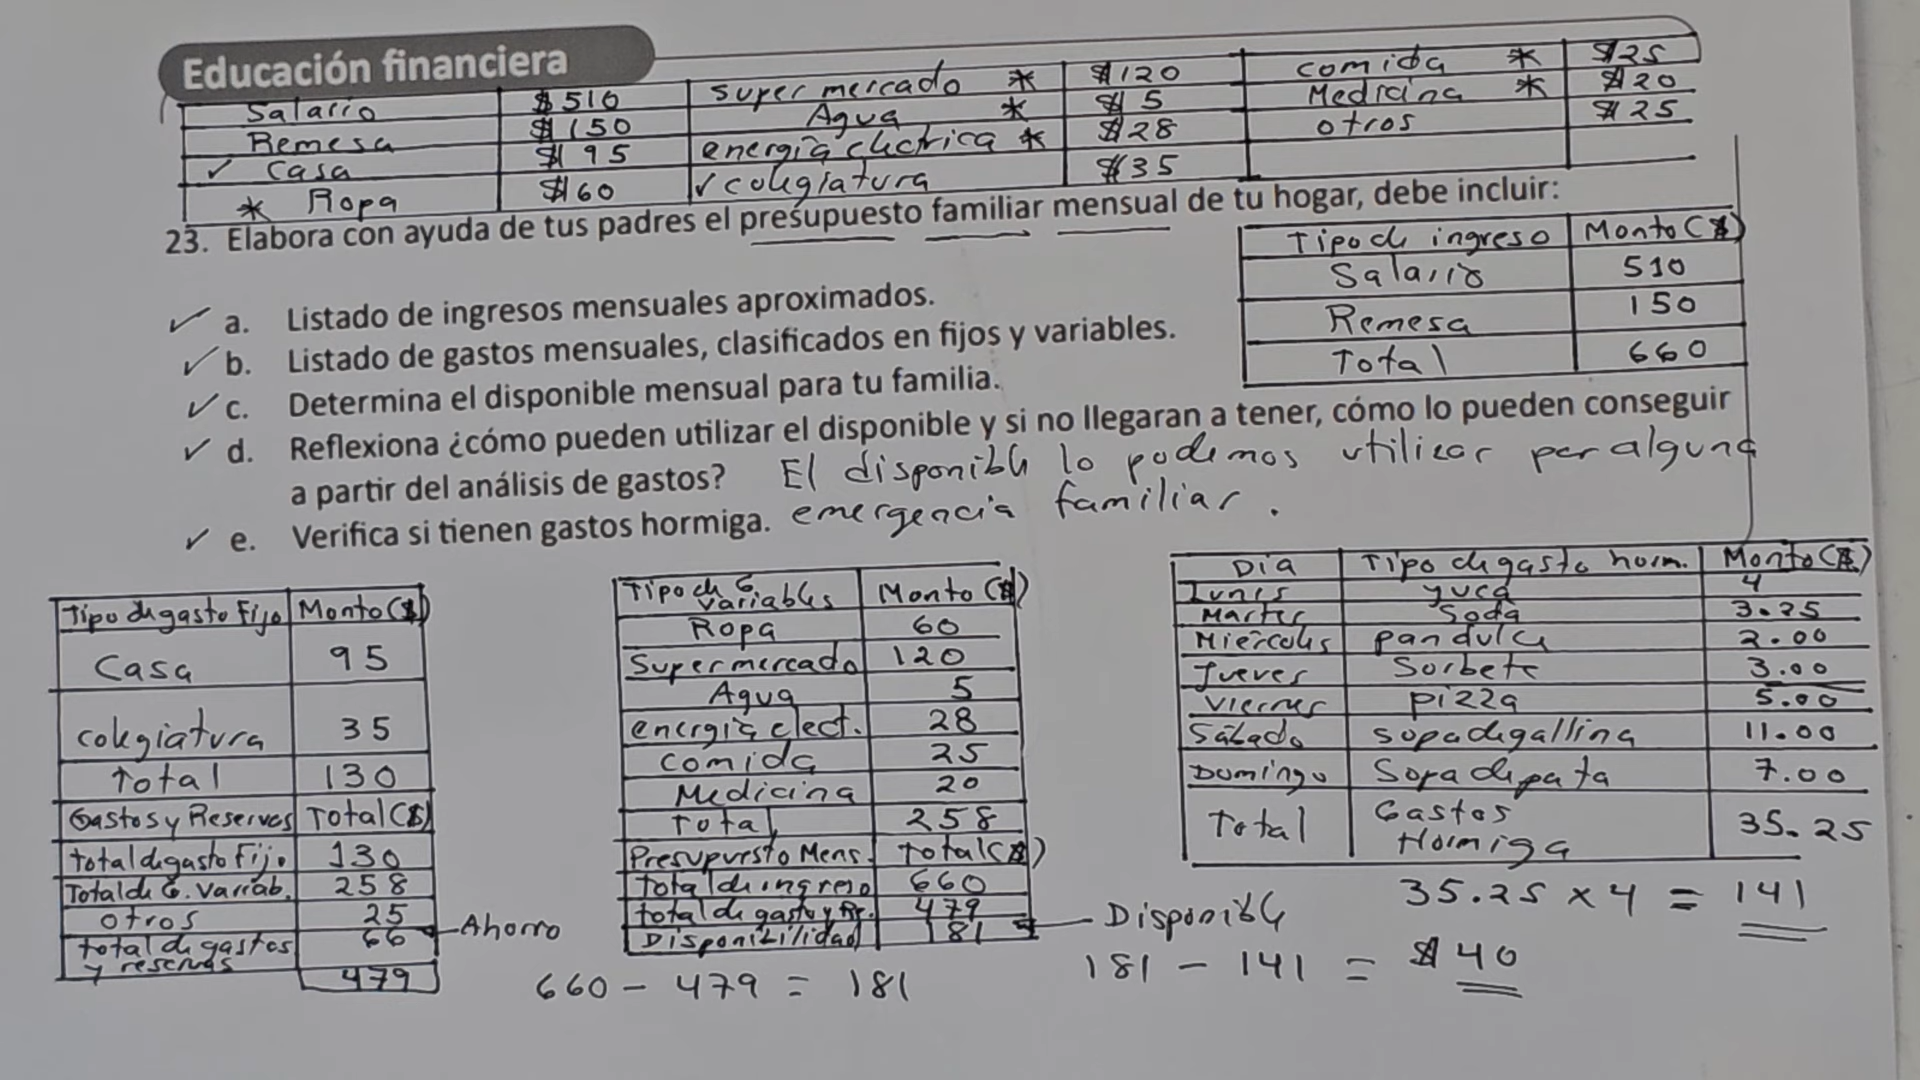 Educación financiera
Salario $510 super mercado * $120 comida * $25
Remesa $150 Agua * $5 Medicina * $20
✓ Casa $95 energía electrica * $28 otros $25
* Ropa $60 ✓ colegiatura $35
23. Elabora con ayuda de tus padres el presupuesto familiar mensual de tu hogar, debe incluir:
✓ a. Listado de ingresos mensuales aproximados.
✓ b. Listado de gastos mensuales, clasificados en fijos y variables.
✓ c. Determina el disponible mensual para tu familia.
✓ d. Reflexiona ¿cómo pueden utilizar el disponible y si no llegaran a tener, cómo lo pueden conseguir
a partir del análisis de gastos? El disponible lo podemos utilizar par alguna
✓ e. Verifica si tienen gastos hormiga. emergencia familiar.
Tipo de ingreso Monto($)
Salario 510
Remesa 150
Total 660
Tipo de gasto Fijo Monto($)
Casa 95
colegiatura 35
Total 130
Gastos y Reservas Total($)
total de gasto Fijo 130
Total de G. Variab. 258
otros 25
total de gastos 66 Ahorro
y reservas 479
Tipo de G. variables Monto($)
Ropa 60
Supermercado 120
Agua 5
energía elect. 28
comida 25
Medicina 20
Total 258
Presupuesto Mens. Total($)
total de ingreso 660
total de gasto y Re. 479
Disponibilidad 181 Disponible
660 - 479 = 181
Día Tipo de gasto horm. Monto($)
Lunes yuca 4
Martes Soda 3.25
Miércoles pan dulce 2.00
Jueves Sorbete 3.00
Viernes pizza 5.00
Sábado sopa de gallina 11.00
Domingo Sopa de pata 7.00
Total Gastos Hormiga 35.25
35.25 x 4 = 141
181 - 141 = $40